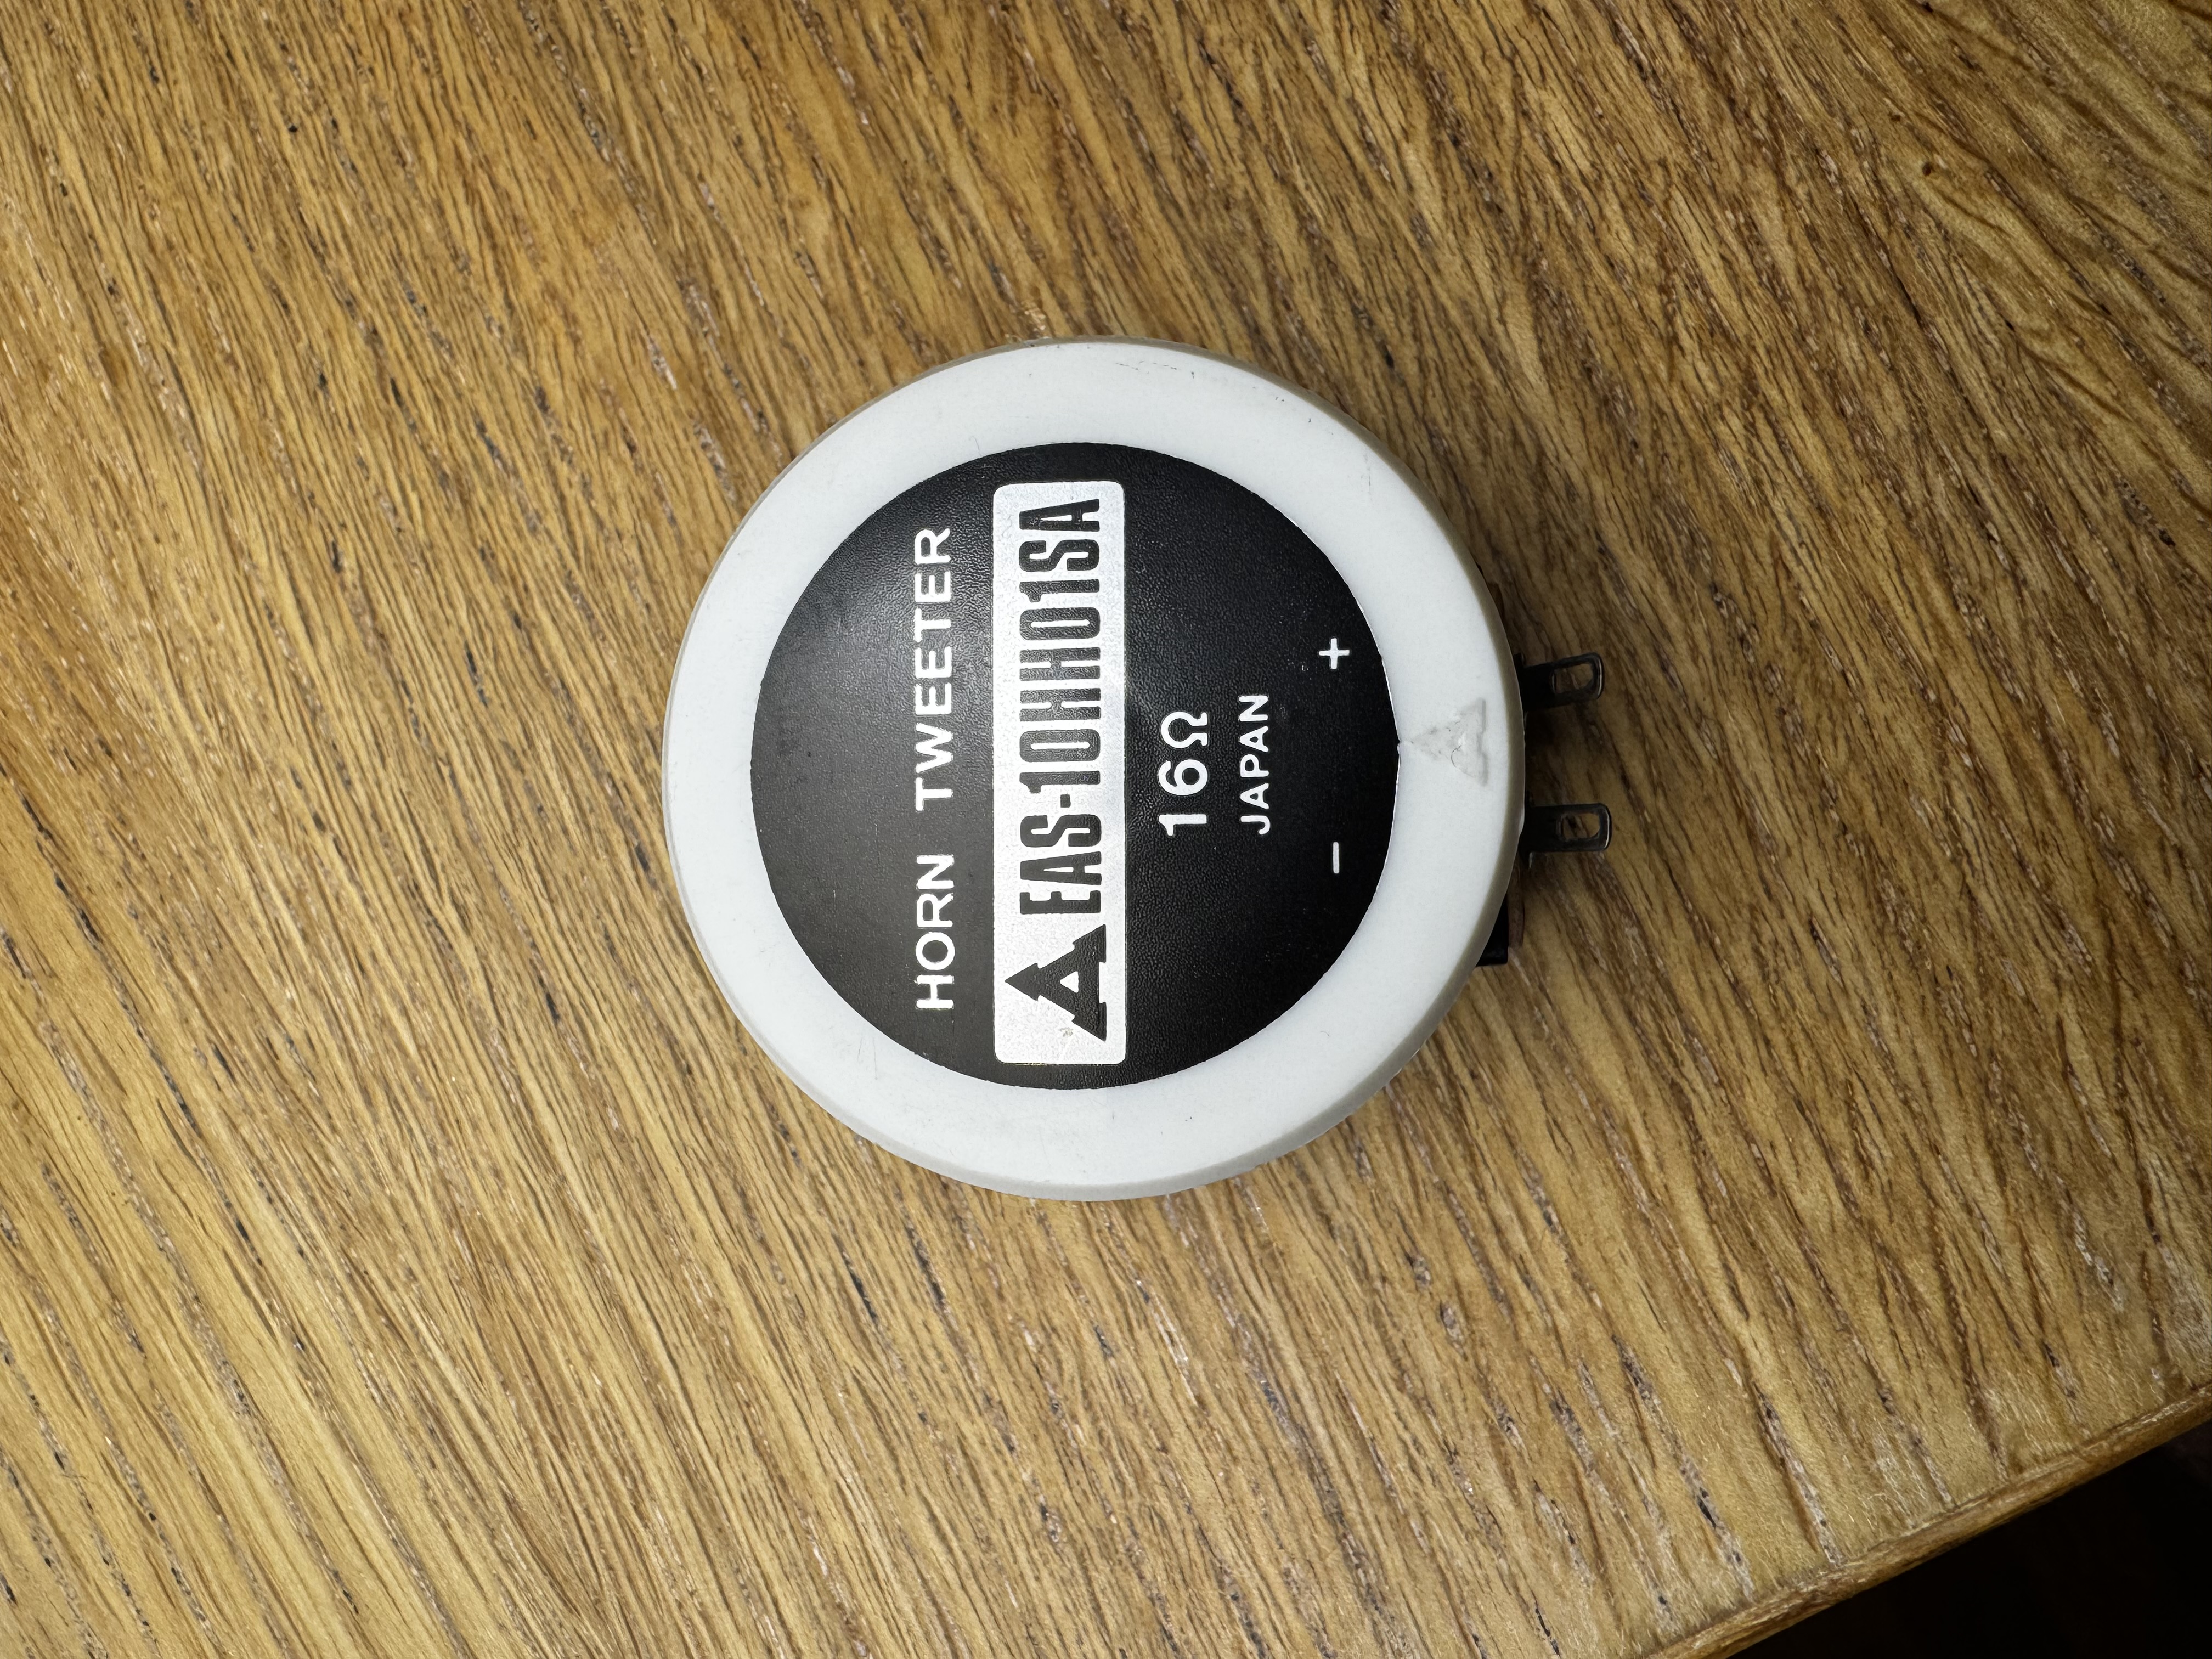 HORN TWEETER
EAS-10HH01SA
16Ω
JAPAN
− +